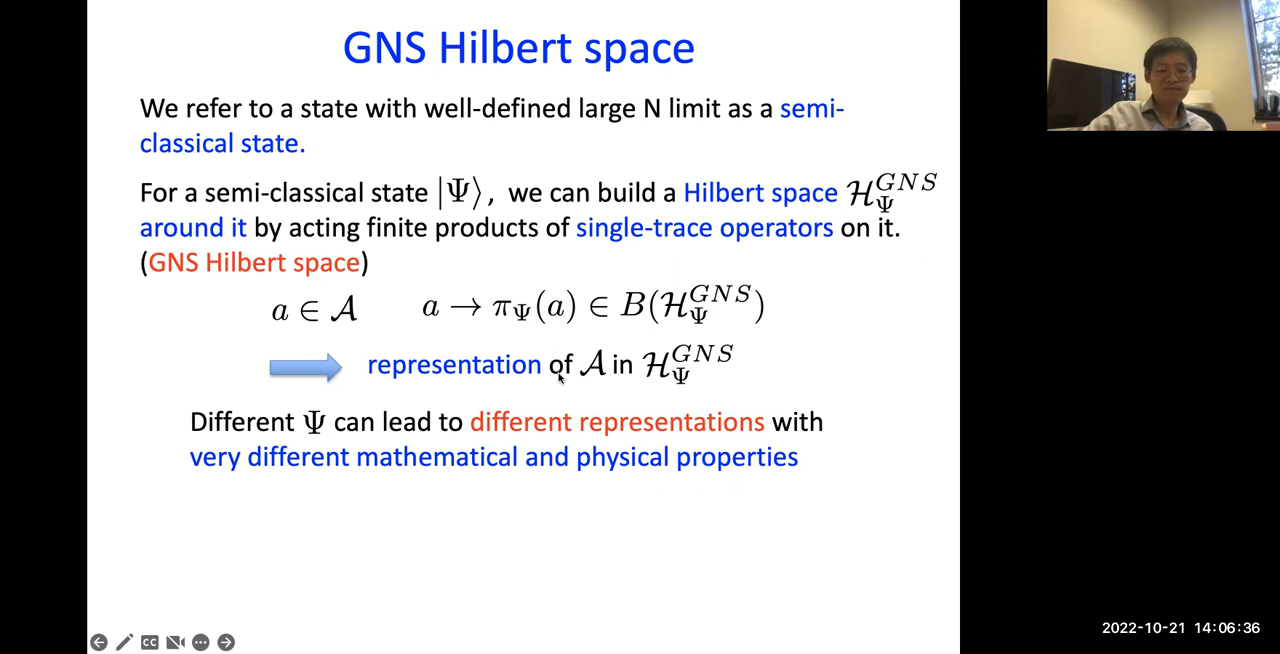 GNS Hilbert space
We refer to a state with well-defined large N limit as a semi-
classical state.
For a semi-classical state |Ψ⟩, we can build a Hilbert space ℋ_Ψ^{GNS}
around it by acting finite products of single-trace operators on it.
(GNS Hilbert space)
a ∈ 𝒜 a → π_Ψ(a) ∈ B(ℋ_Ψ^{GNS})
representation of 𝒜 in ℋ_Ψ^{GNS}
Different Ψ can lead to different representations with
very different mathematical and physical properties
CC
2022-10-21 14:06:36